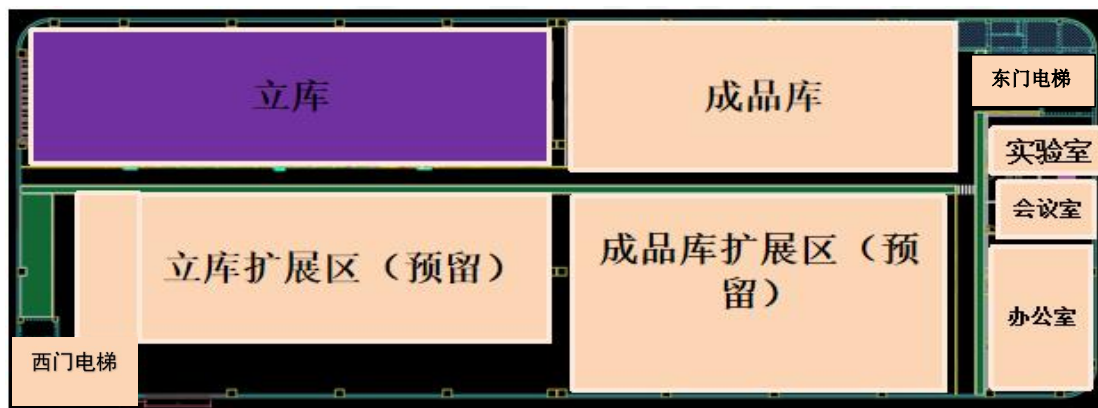 立库
成品库
东门电梯
实验室
会议室
立库扩展区（预留）
成品库扩展区（预
留）
办公室
西门电梯